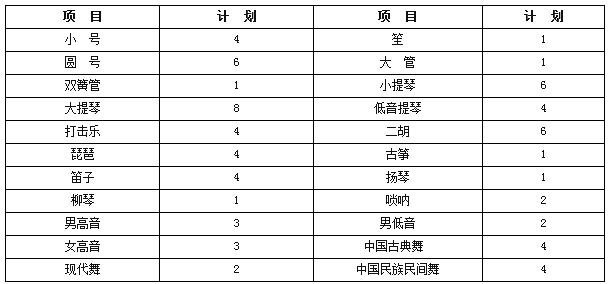 项 目 计 划 项 目 计 划
小 号 4 笙 1
圆 号 6 大 管 1
双簧管 1 小提琴 6
大提琴 8 低音提琴 4
打击乐 4 二胡 6
琵琶 4 古筝 1
笛子 4 扬琴 1
柳琴 1 唢呐 2
男高音 3 男低音 2
女高音 3 中国古典舞 4
现代舞 2 中国民族民间舞 4